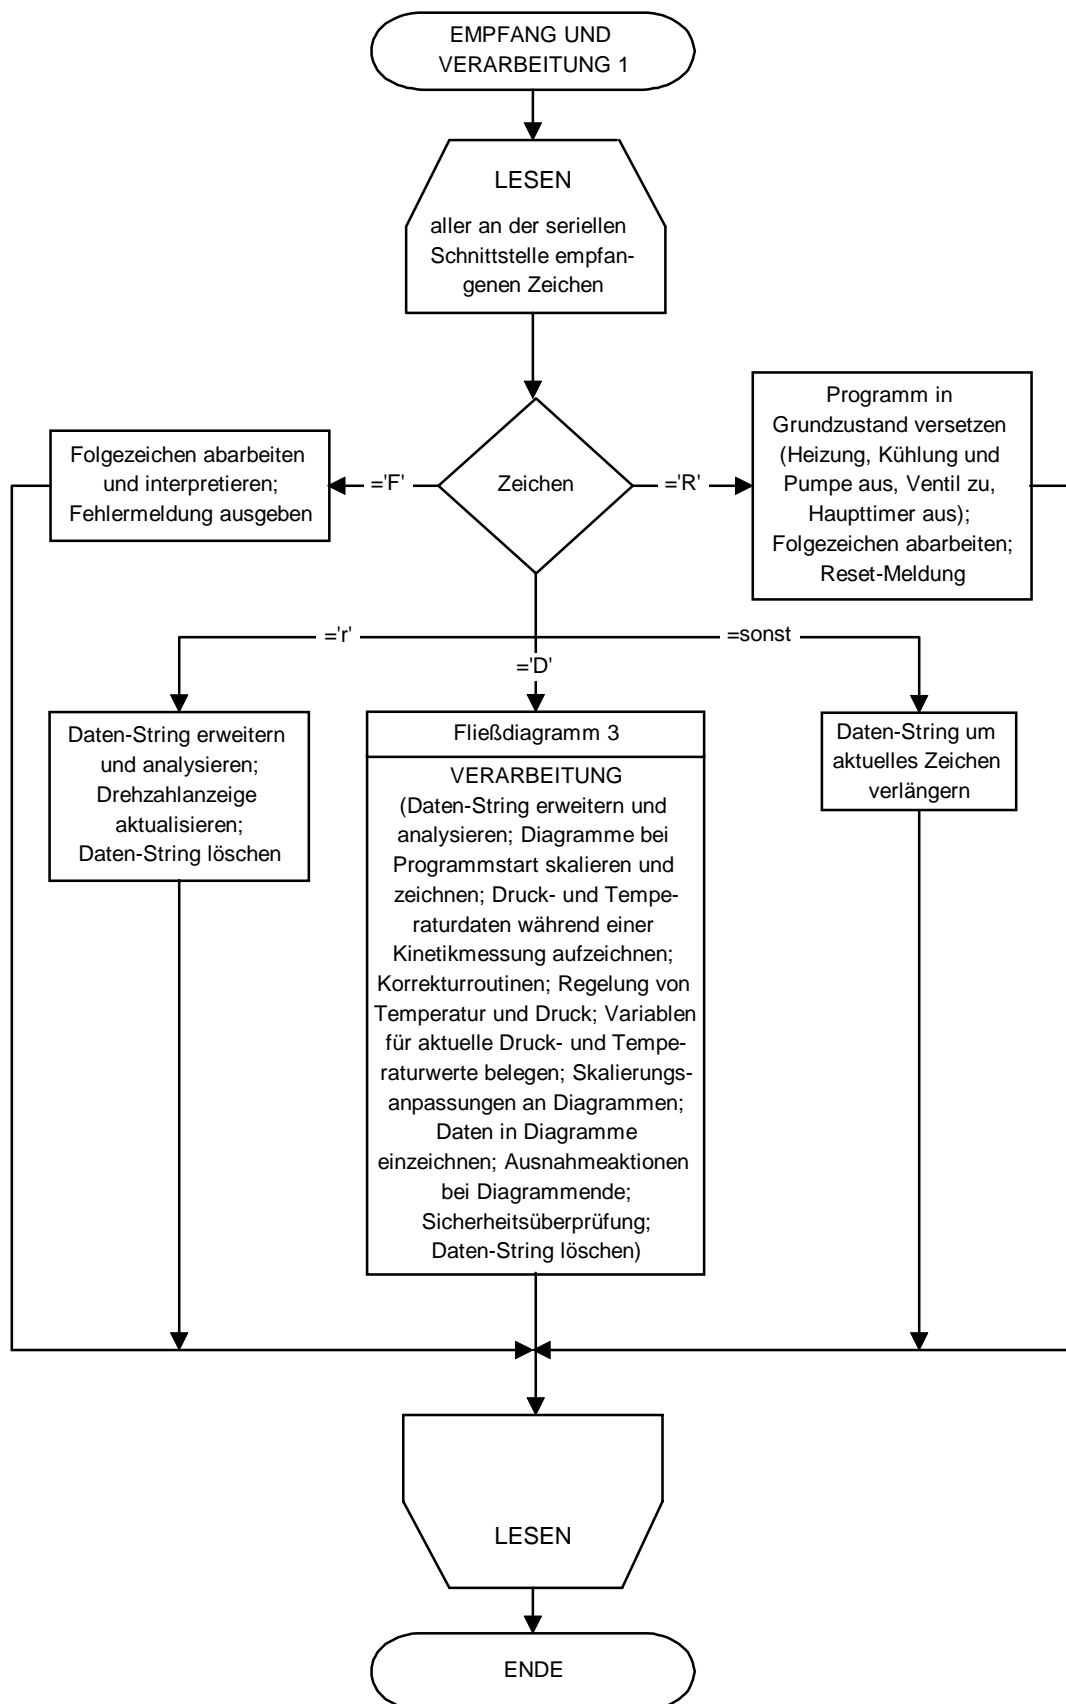 EMPFANG UND
VERARBEITUNG 1
LESEN
aller an der seriellen
Schnittstelle empfan-
genen Zeichen
Zeichen
='F'
Folgezeichen abarbeiten
und interpretieren;
Fehlermeldung ausgeben
='R'
Programm in
Grundzustand versetzen
(Heizung, Kühlung und
Pumpe aus, Ventil zu,
Haupttimer aus);
Folgezeichen abarbeiten;
Reset-Meldung
='r'
='D'
=sonst
Daten-String erweitern
und analysieren;
Drehzahlanzeige
aktualisieren;
Daten-String löschen
Fließdiagramm 3
VERARBEITUNG
(Daten-String erweitern und
analysieren; Diagramme bei
Programmstart skalieren und
zeichnen; Druck- und Tempe-
raturdaten während einer
Kinetikmessung aufzeichnen;
Korrekturroutinen; Regelung von
Temperatur und Druck; Variablen
für aktuelle Druck- und Tempe-
raturwerte belegen; Skalierungs-
anpassungen an Diagrammen;
Daten in Diagramme
einzeichnen; Ausnahmeaktionen
bei Diagrammende;
Sicherheitsüberprüfung;
Daten-String löschen)
Daten-String um
aktuelles Zeichen
verlängern
LESEN
ENDE